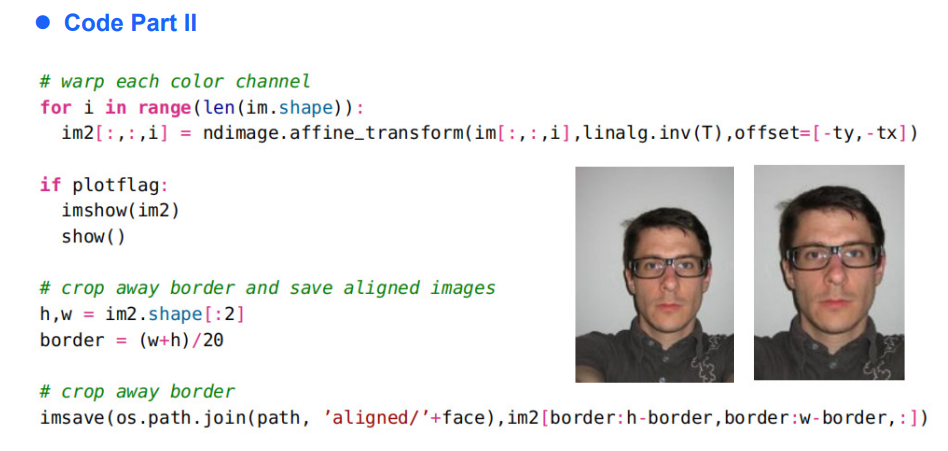 ● Code Part II
# warp each color channel
for i in range(len(im.shape)):
  im2[:,:,i] = ndimage.affine_transform(im[:,:,i],linalg.inv(T),offset=[-ty,-tx])
if plotflag:
  imshow(im2)
  show()
# crop away border and save aligned images
h,w = im2.shape[:2]
border = (w+h)/20
# crop away border
imsave(os.path.join(path, ’aligned/’+face),im2[border:h-border,border:w-border,:])